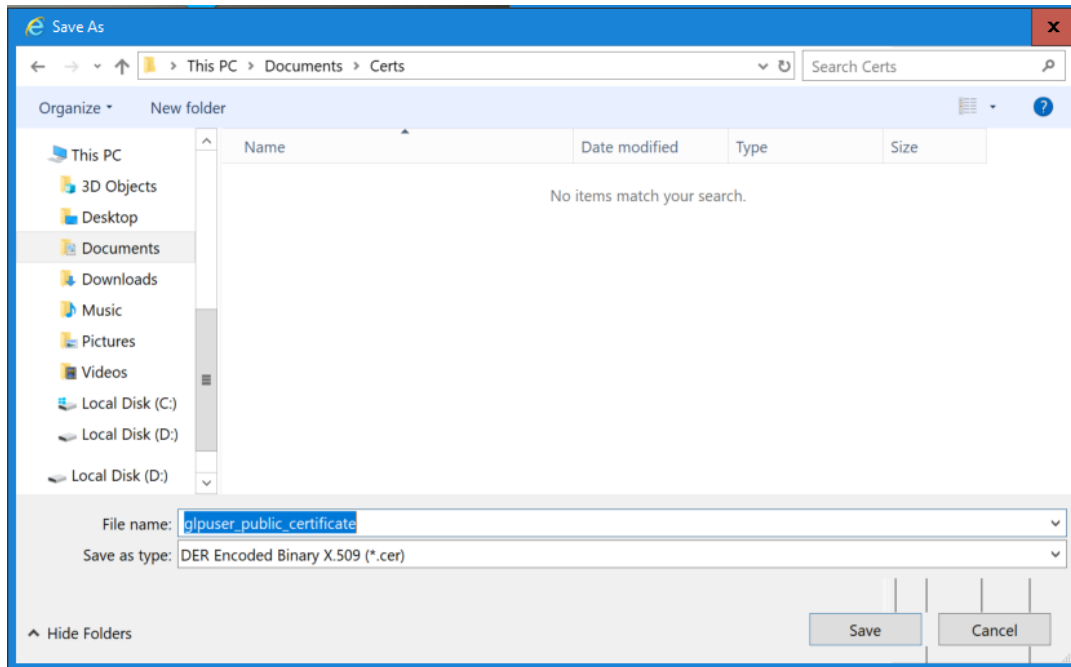 Save As
x
This PC > Documents > Certs
Search Certs
Organize
New folder
?
Name
Date modified
Type
Size
No items match your search.
This PC
3D Objects
Desktop
Documents
Downloads
Music
Pictures
Videos
Local Disk (C:)
Local Disk (D:)
Local Disk (D:)
File name: glpuser_public_certificate
Save as type: DER Encoded Binary X.509 (*.cer)
Hide Folders
Save
Cancel